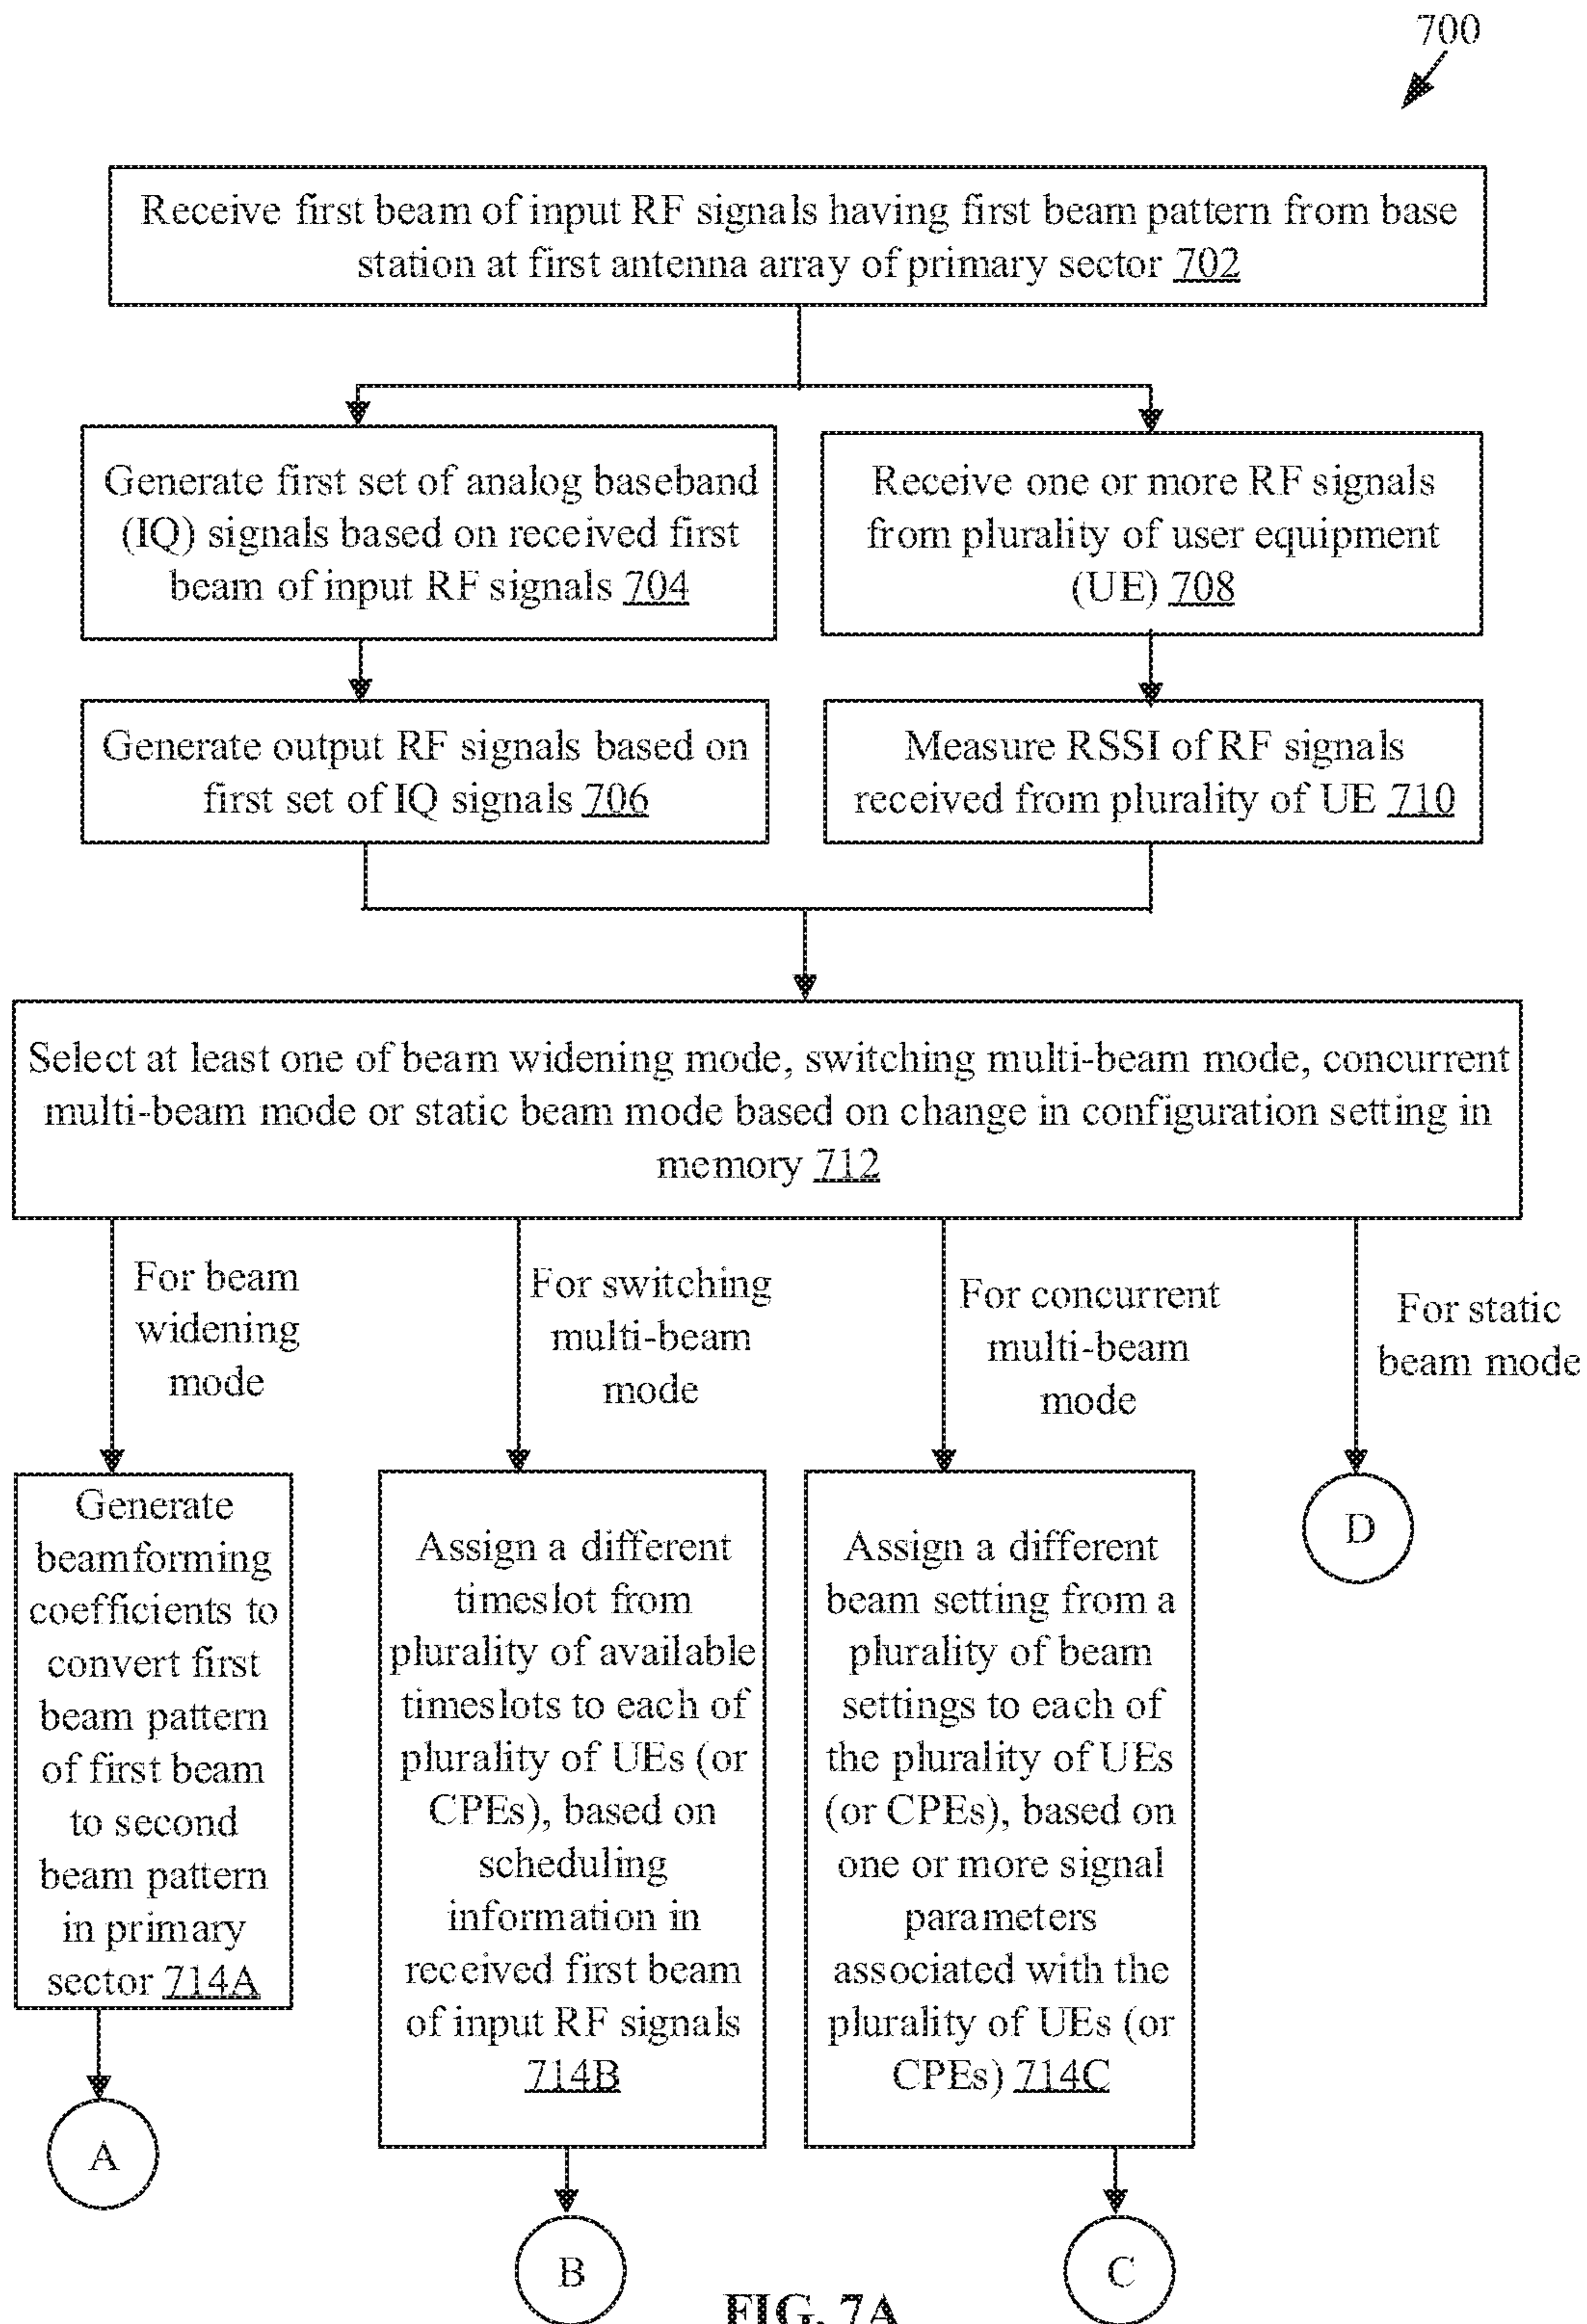 700
Receive first beam of input RF signals having first beam pattern from base
station at first antenna array of primary sector 702
Generate first set of analog baseband
(IQ) signals based on received first
beam of input RF signals 704
Receive one or more RF signals
from plurality of user equipment
(UE) 708
Generate output RF signals based on
first set of IQ signals 706
Measure RSSI of RF signals
received from plurality of UE 710
Select at least one of beam widening mode, switching multi-beam mode, concurrent
multi-beam mode or static beam mode based on change in configuration setting in
memory 712
For beam
widening
mode
For switching
multi-beam
mode
For concurrent
multi-beam
mode
For static
beam mode
Generate
beamforming
coefficients to
convert first
beam pattern
of first beam
to second
beam pattern
in primary
sector 714A
Assign a different
timeslot from
plurality of available
timeslots to each of
plurality of UEs (or
CPEs), based on
scheduling
information in
received first beam
of input RF signals
714B
Assign a different
beam setting from a
plurality of beam
settings to each of
the plurality of UEs
(or CPEs), based on
one or more signal
parameters
associated with the
plurality of UEs (or
CPEs) 714C
D
A
B
C
FIG. 7A